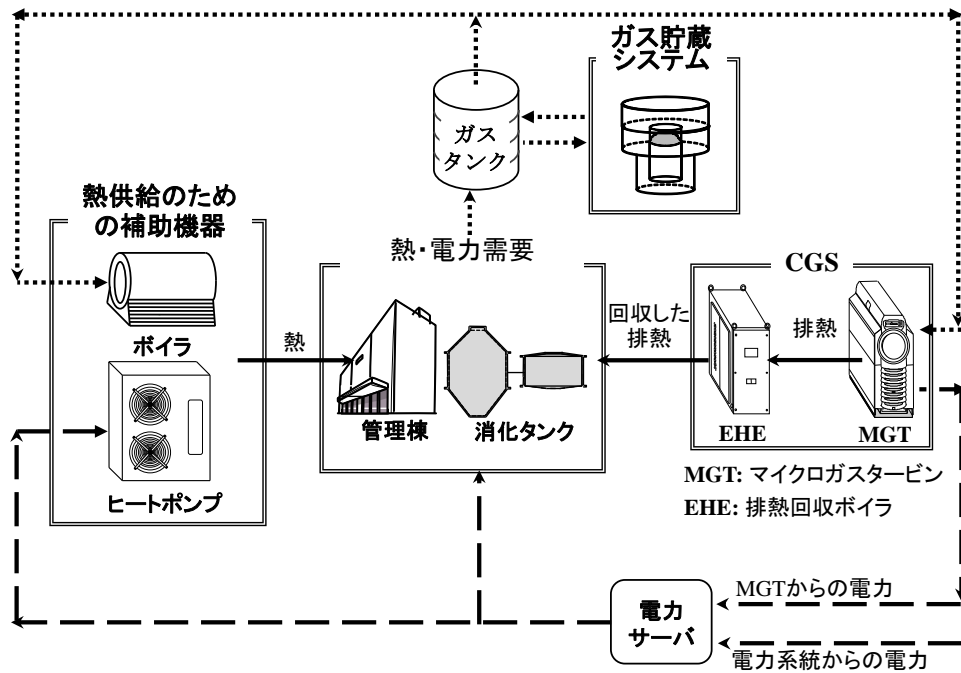 ガス貯蔵
システム
ガス
タンク
熱供給のため
の補助機器
熱・電力需要
CGS
回収した
排熱
排熱
熱
ボイラ
管理棟
消化タンク
EHE
MGT
ヒートポンプ
MGT: マイクロガスタービン
EHE: 排熱回収ボイラ
MGTからの電力
電力
サーバ
電力系統からの電力